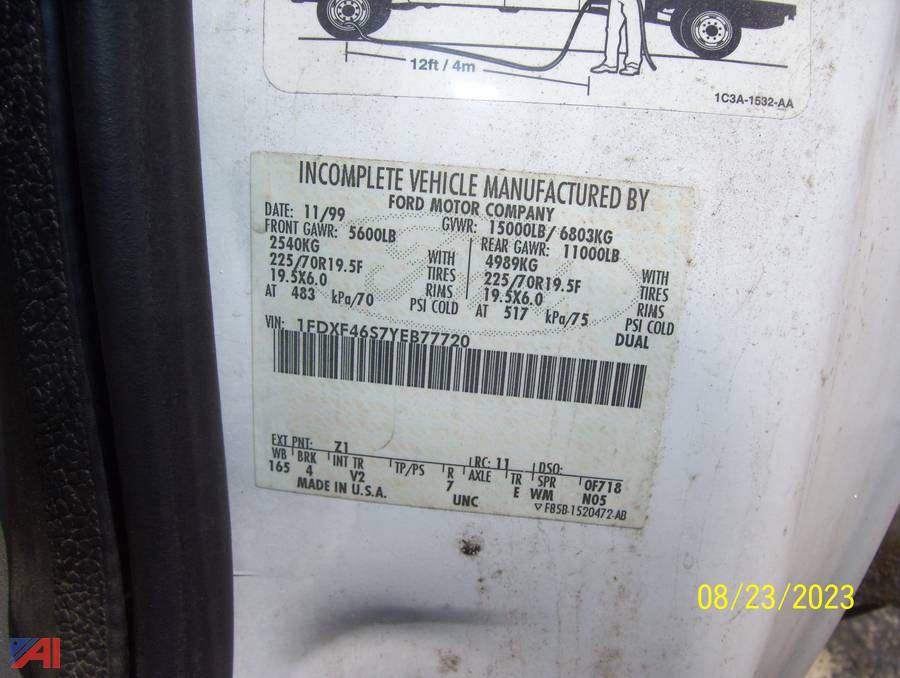 12ft / 4m
1C3A-1532-AA
INCOMPLETE VEHICLE MANUFACTURED BY
FORD MOTOR COMPANY
DATE: 11/99 GVWR: 15000LB/ 6803KG
FRONT GAWR: 5600LB REAR GAWR: 11000LB
2540KG WITH 4989KG WITH
225/70R19.5F TIRES 225/70R19.5F TIRES
19.5X6.0 RIMS 19.5X6.0 RIMS
AT 483 kPa/70 PSI COLD AT 517 kPa/75 PSI COLD
DUAL
VIN: 1FDXF46S7YEB77720
EXT PNT: Z1 RC: 11 DSO:
WB BRK INT TR TP/PS R AXLE TR SPR 0F718
165 4 V2 7 E WM N05
MADE IN U.S.A. UNC
F85B-1520472-AB
08/23/2023
AI